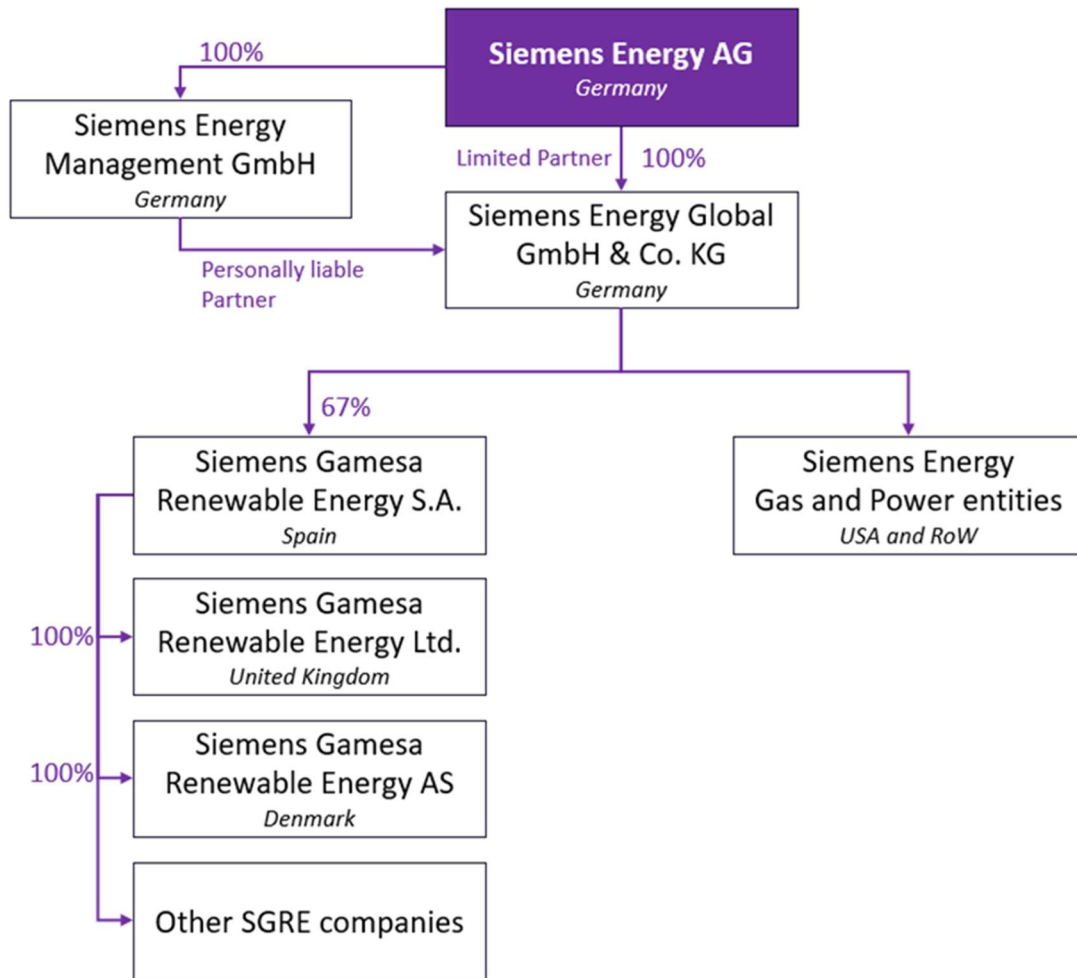 100%
Siemens Energy AG
Germany
Siemens Energy
Management GmbH
Germany
Limited Partner
100%
Siemens Energy Global
GmbH & Co. KG
Germany
Personally liable
Partner
67%
Siemens Gamesa
Renewable Energy S.A.
Spain
Siemens Energy
Gas and Power entities
USA and RoW
100%
Siemens Gamesa
Renewable Energy Ltd.
United Kingdom
100%
Siemens Gamesa
Renewable Energy AS
Denmark
Other SGRE companies